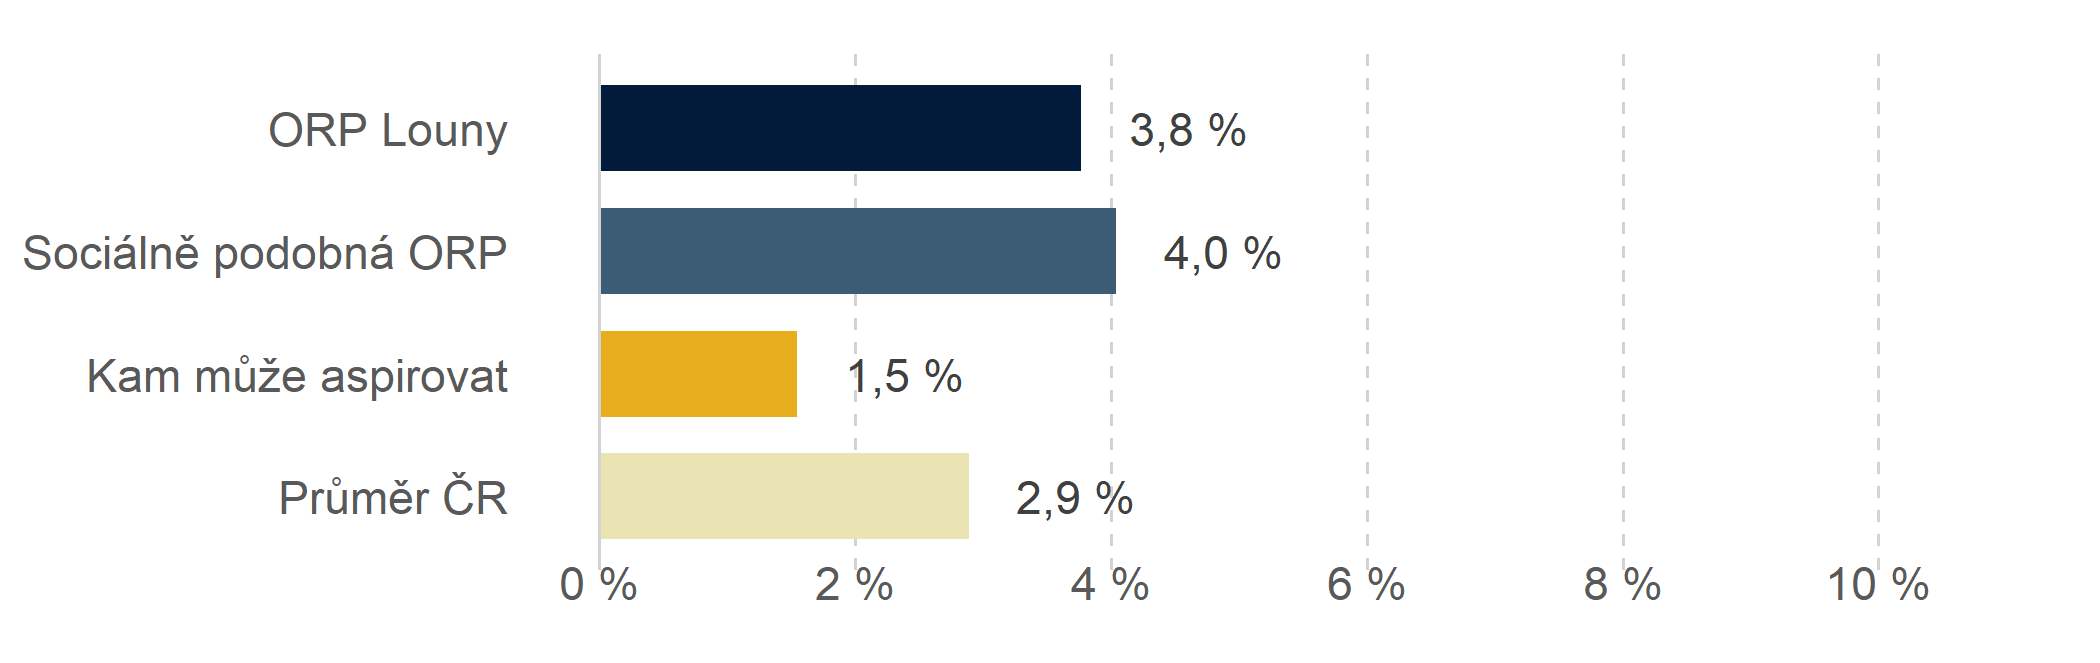 ORP Louny
3,8 %
Sociálně podobná ORP
4,0 %
Kam může aspirovat
1,5 %
Průměr ČR
2,9 %
0 %
2 %
4 %
6 %
8 %
10 %